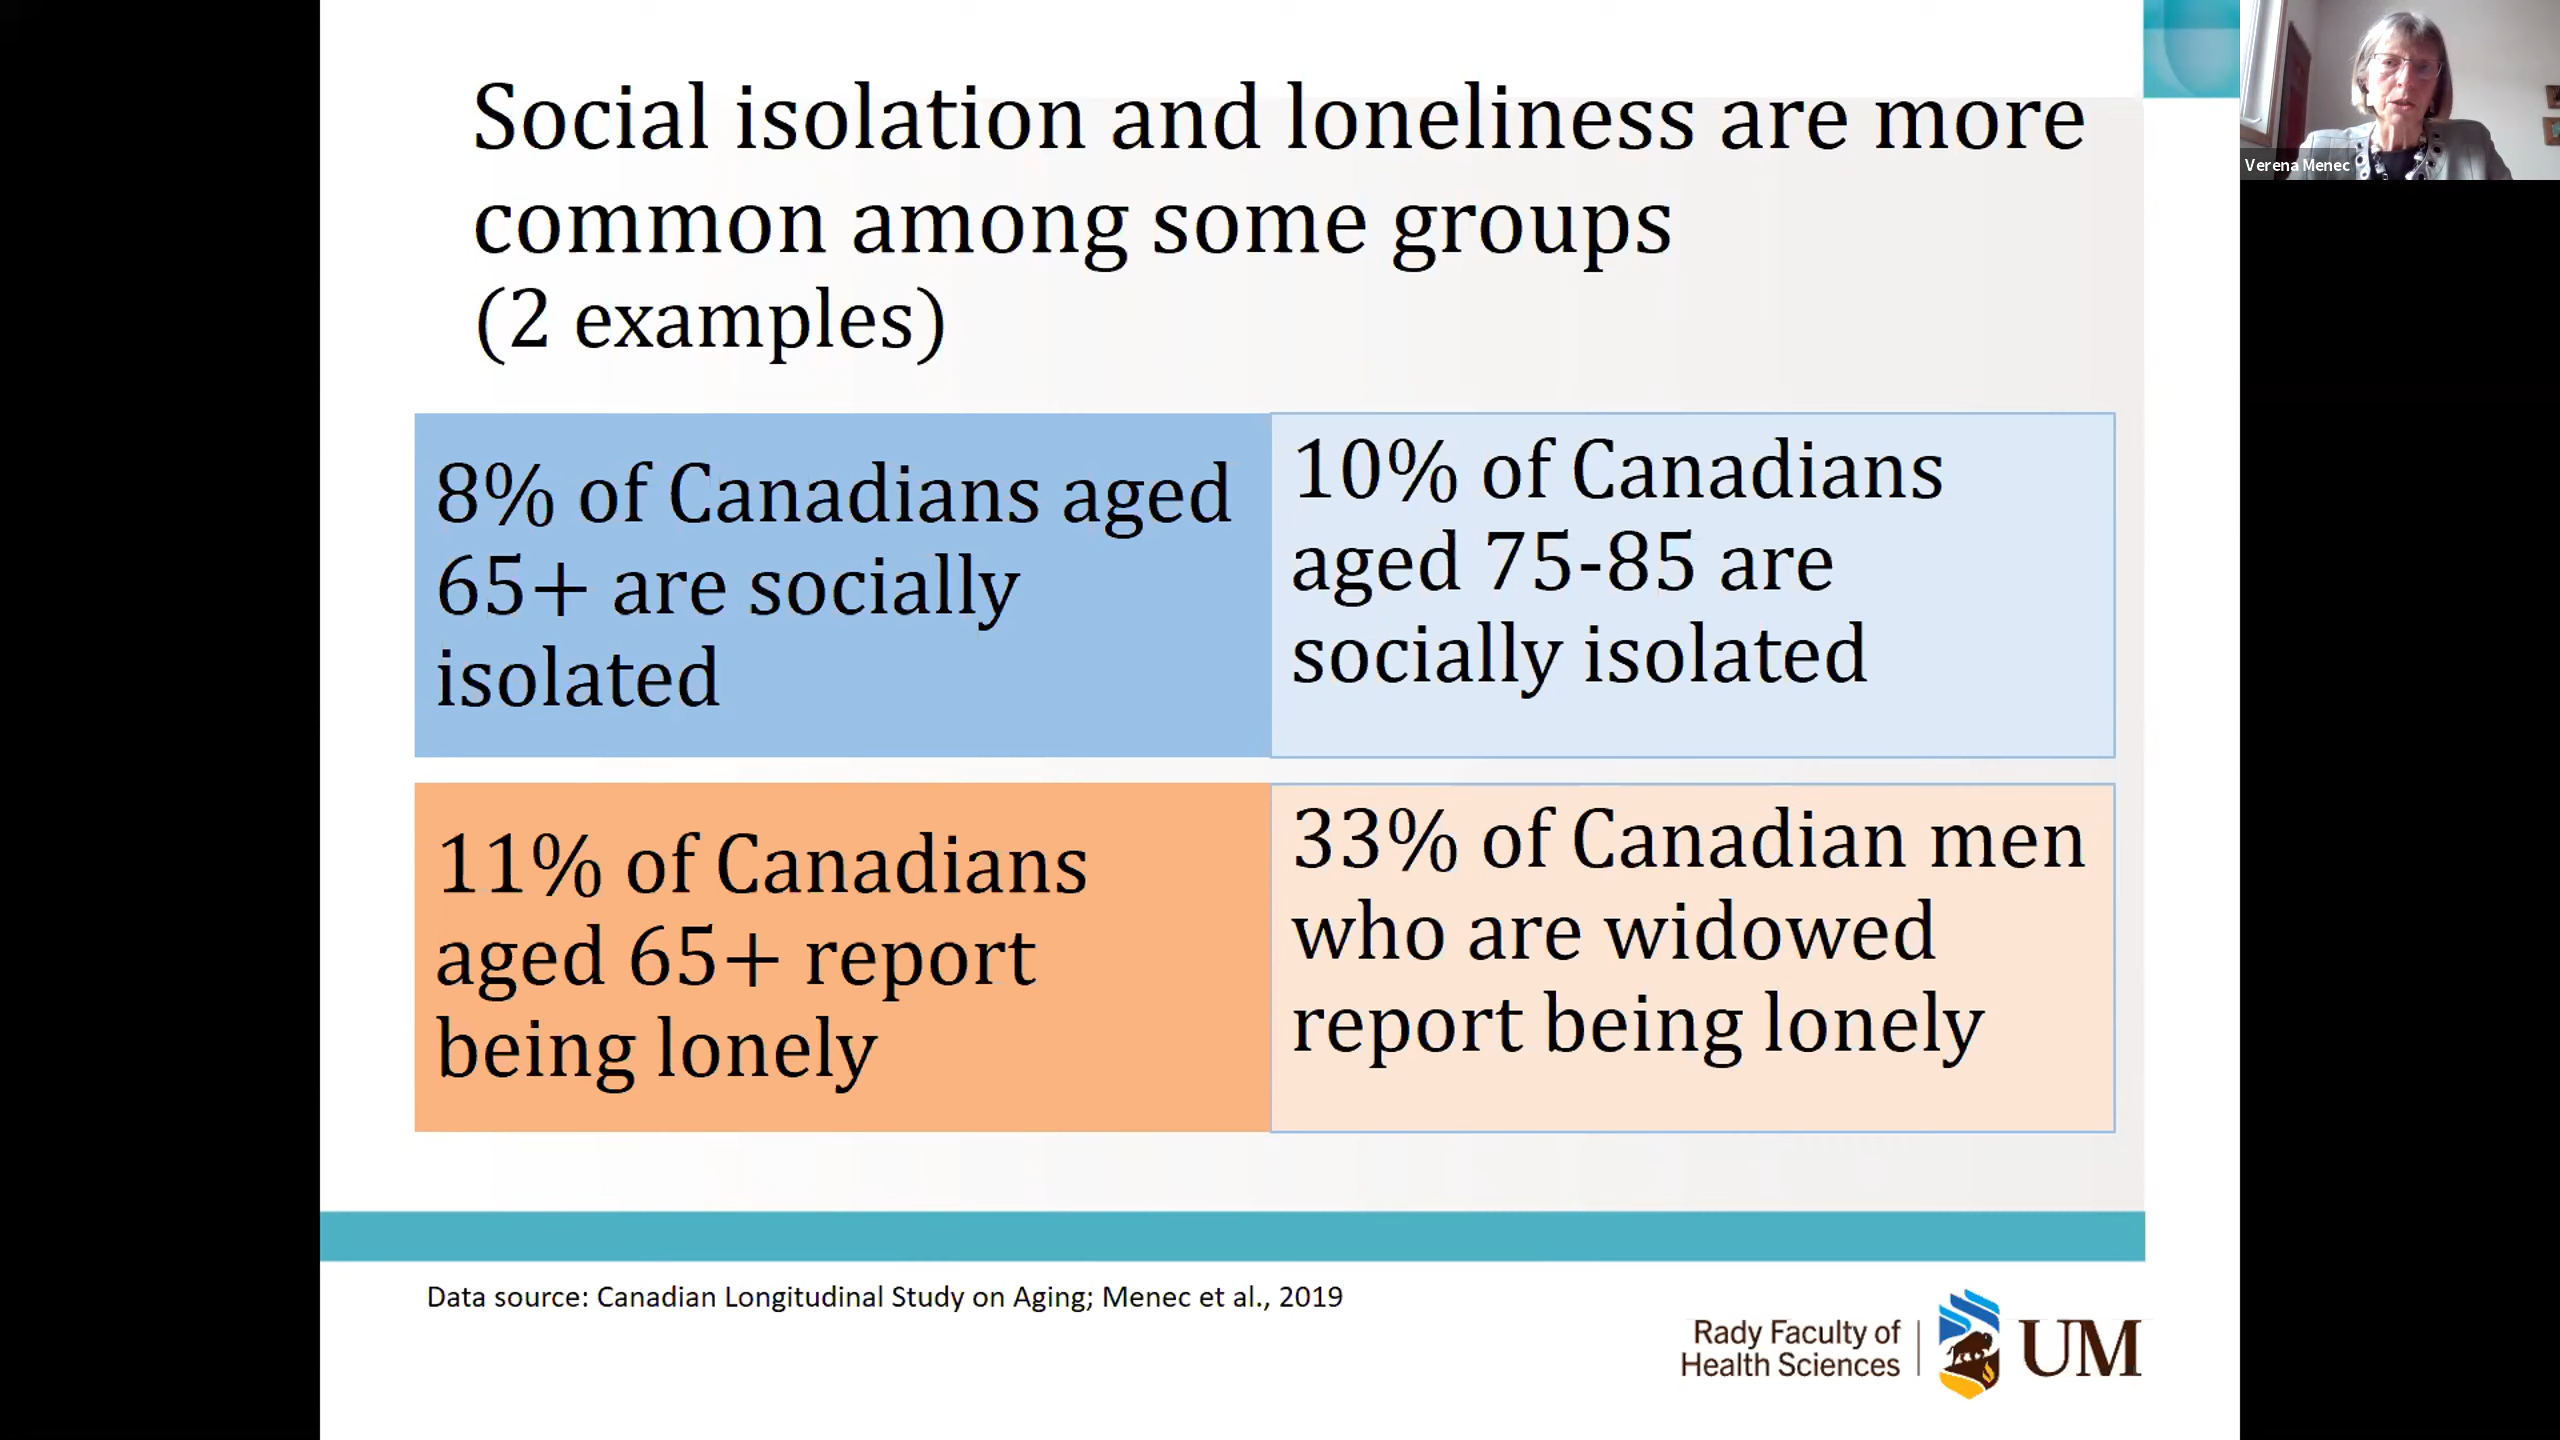 Social isolation and loneliness are more
common among some groups
(2 examples)
8% of Canadians aged
65+ are socially
isolated
10% of Canadians
aged 75-85 are
socially isolated
11% of Canadians
aged 65+ report
being lonely
33% of Canadian men
who are widowed
report being lonely
Data source: Canadian Longitudinal Study on Aging; Menec et al., 2019
Rady Faculty of
Health Sciences
UM
Verena Menec